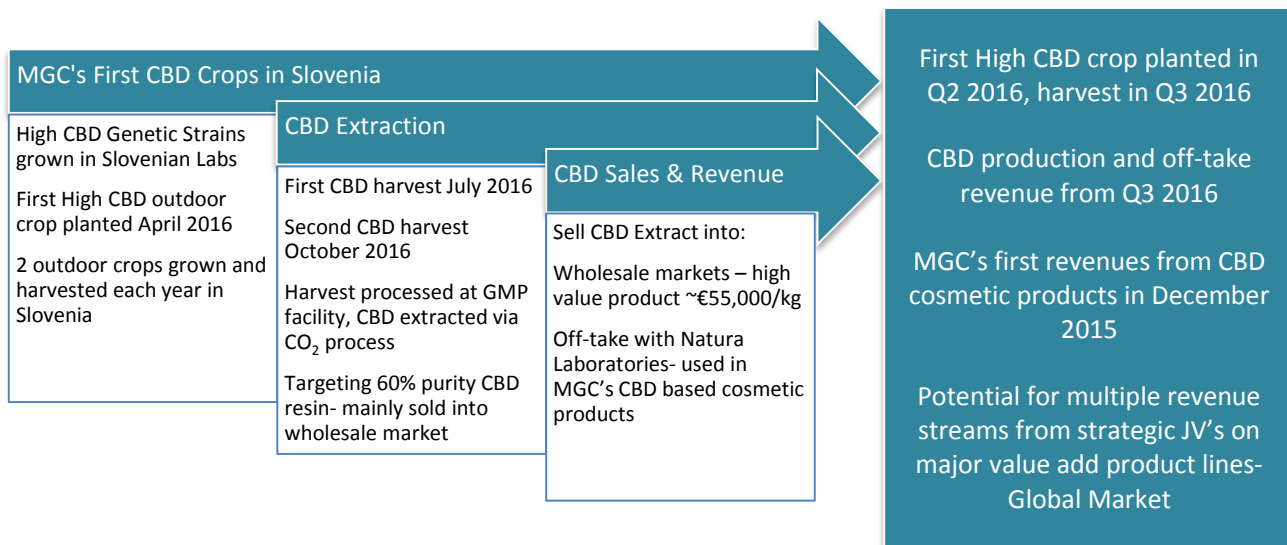 MGC's First CBD Crops in Slovenia
High CBD Genetic Strains
grown in Slovenian Labs
First High CBD outdoor
crop planted April 2016
2 outdoor crops grown and
harvested each year in
Slovenia
CBD Extraction
First CBD harvest July 2016
Second CBD harvest
October 2016
Harvest processed at GMP
facility, CBD extracted via
CO₂ process
Targeting 60% purity CBD
resin- mainly sold into
wholesale market
CBD Sales & Revenue
Sell CBD Extract into:
Wholesale markets – high
value product ~€55,000/kg
Off-take with Natura
Laboratories- used in
MGC's CBD based cosmetic
products
First High CBD crop planted in
Q2 2016, harvest in Q3 2016
CBD production and off-take
revenue from Q3 2016
MGC’s first revenues from CBD
cosmetic products in December
2015
Potential for multiple revenue
streams from strategic JV’s on
major value add product lines-
Global Market